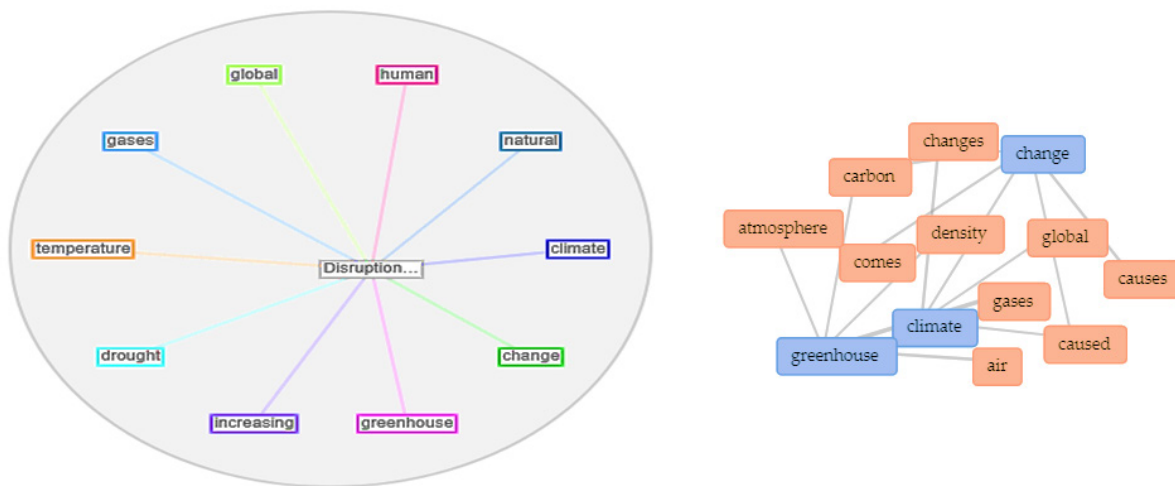 global
human
gases
natural
temperature
Disruption...
climate
drought
change
increasing
greenhouse
changes
change
carbon
atmosphere
density
global
comes
causes
gases
climate
caused
greenhouse
air